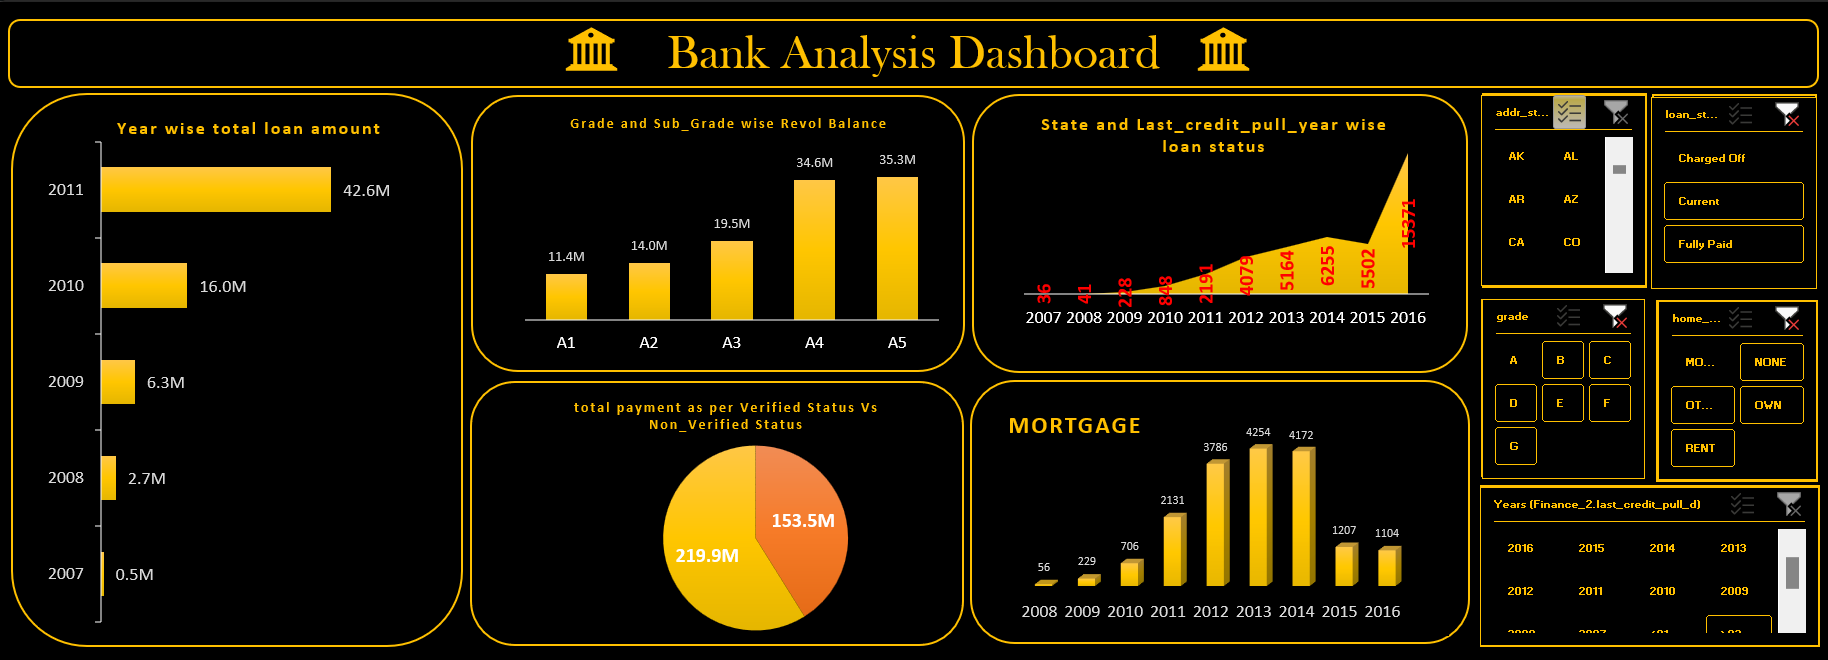 Bank Analysis Dashboard
Year wise total loan amount
2011
42.6M
2010
16.0M
2009
6.3M
2008
2.7M
2007
0.5M
Grade and Sub_Grade wise Revol Balance
11.4M
14.0M
19.5M
34.6M
35.3M
A1 A2 A3 A4 A5
State and Last_credit_pull_year wise
loan status
36 41 228 848 2191 4079 5164 6255 5502 15371
2007 2008 2009 2010 2011 2012 2013 2014 2015 2016
total payment as per Verified Status Vs
Non_Verified Status
153.5M
219.9M
MORTGAGE
56 229 706 2131 3786 4254 4172 1207 1104
2008 2009 2010 2011 2012 2013 2014 2015 2016
addr_st...
AK AL
AR AZ
CA CO
loan_st...
Charged Off
Current
Fully Paid
grade
A B C
D E F
G
home_...
MO... NONE
OT... OWN
RENT
Years (Finance_2.last_credit_pull_d)
2016 2015 2014 2013
2012 2011 2010 2009